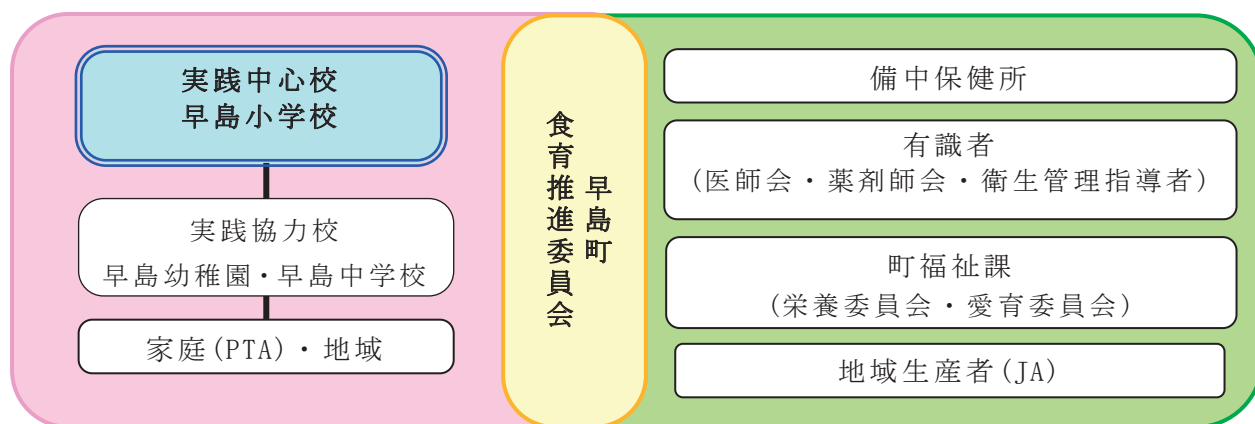 実践中心校
早島小学校
実践協力校
早島幼稚園・早島中学校
家庭(PTA)・地域
早島町
食育推進委員会
備中保健所
有識者
(医師会・薬剤師会・衛生管理指導者)
町福祉課
(栄養委員会・愛育委員会)
地域生産者(JA)